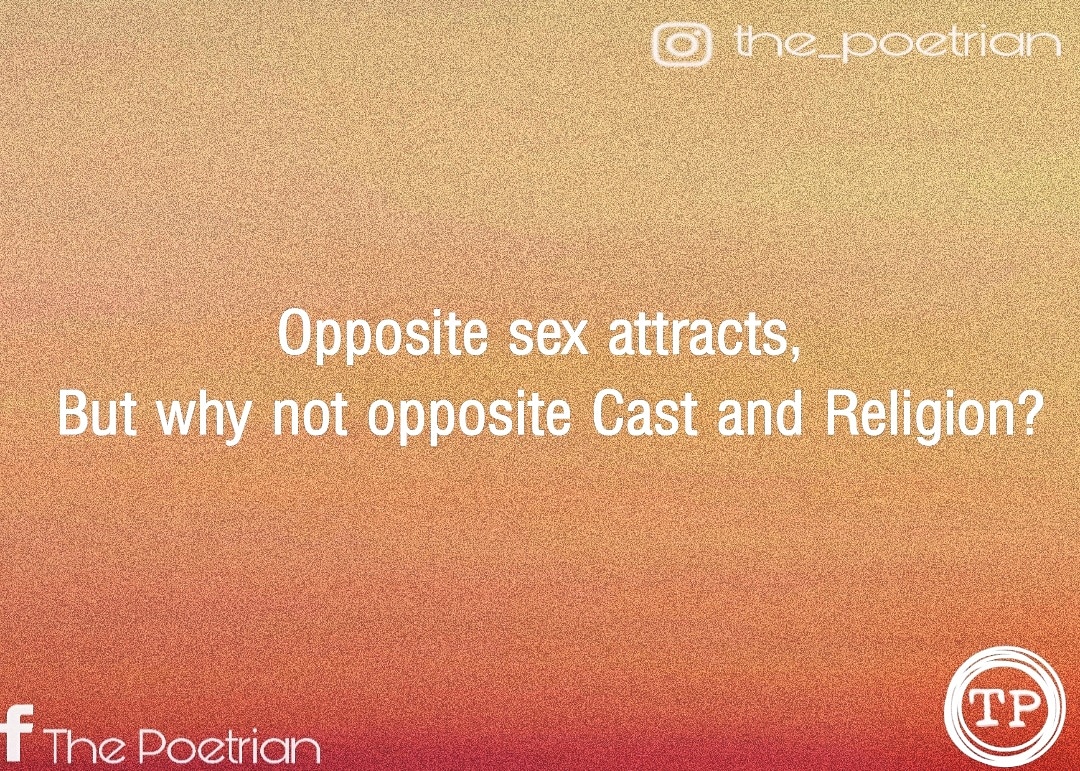 the_poetrian
Opposite sex attracts,
But why not opposite Cast and Religion?
TP
The Poetrian